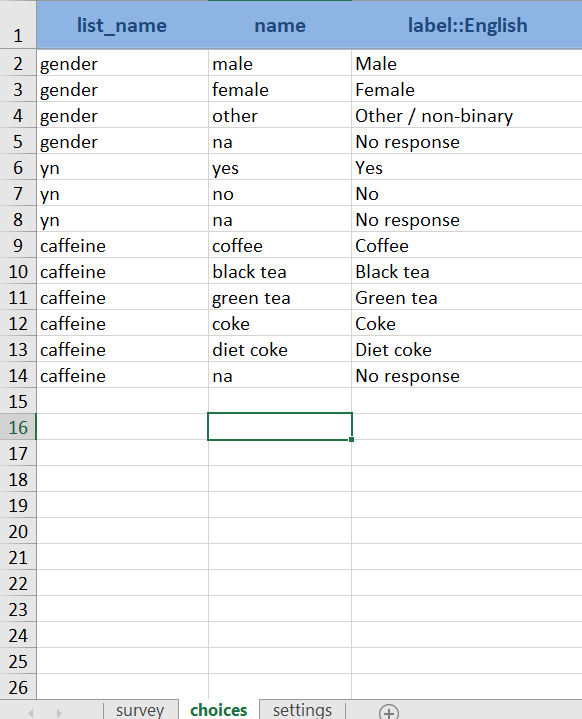 list_name name label::English
1
2 gender male Male
3 gender female Female
4 gender other Other / non-binary
5 gender na No response
6 yn yes Yes
7 yn no No
8 yn na No response
9 caffeine coffee Coffee
10 caffeine black tea Black tea
11 caffeine green tea Green tea
12 caffeine coke Coke
13 caffeine diet coke Diet coke
14 caffeine na No response
15
16
17
18
19
20
21
22
23
24
25
26
survey choices settings